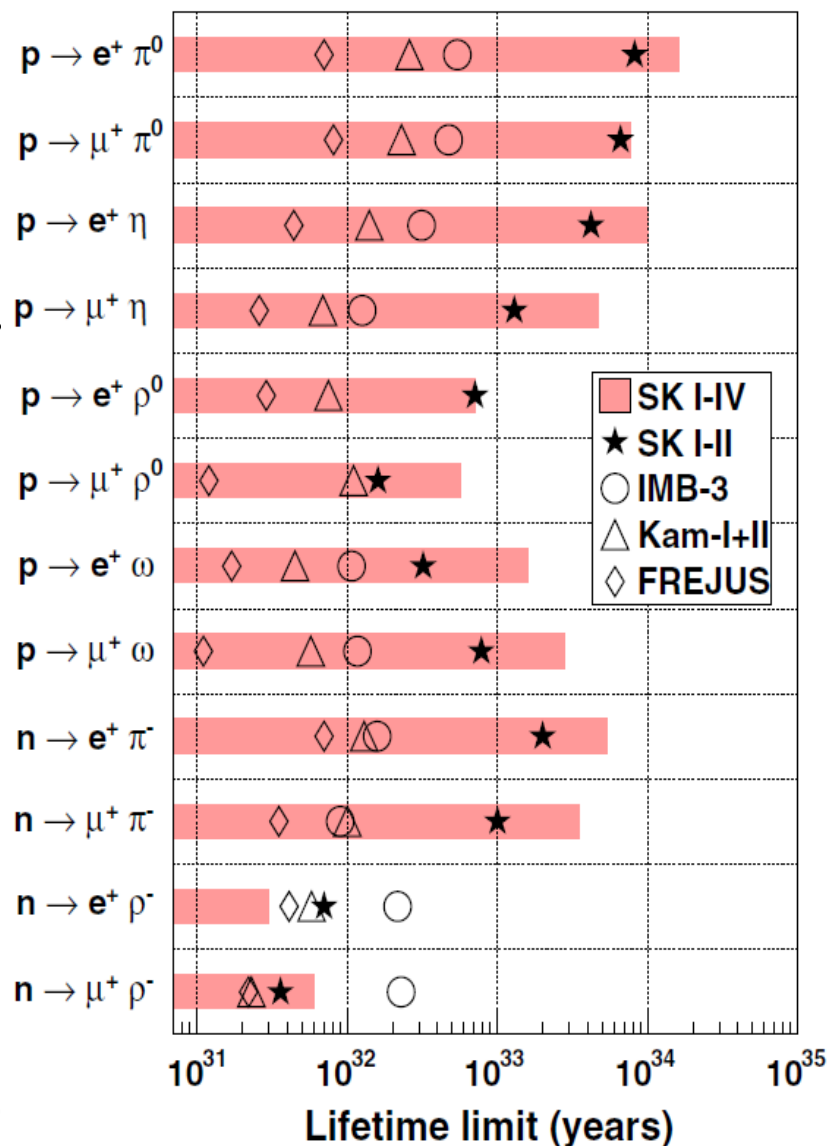 p → e⁺ π⁰
p → μ⁺ π⁰
p → e⁺ η
p → μ⁺ η
p → e⁺ ρ⁰
p → μ⁺ ρ⁰
p → e⁺ ω
p → μ⁺ ω
n → e⁺ π⁻
n → μ⁺ π⁻
n → e⁺ ρ⁻
n → μ⁺ ρ⁻
SK I-IV
SK I-II
IMB-3
Kam-I+II
FREJUS
10³¹ 10³² 10³³ 10³⁴ 10³⁵
Lifetime limit (years)